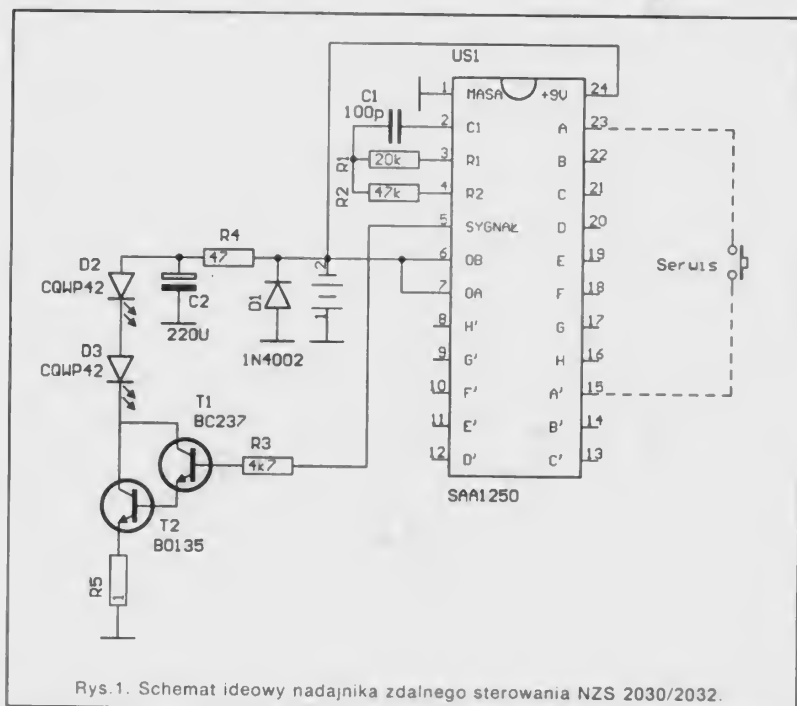 US1
1 MASA +9V 24
C1
100p
2 C1 A 23
R1 20k 3 R1 B 22
R2 47k 4 R2 C 21
5 SYGNAŁ D 20
6 OB E 19
7 OA F 18
8 H' G 17
9 G' H 16
10 F' A' 15
11 E' B' 14
12 D' C' 13
SAA1250
Serwis
R4
47
D2
CQWP42
C2
220U
D1
1N4002
2
1
D3
CQWP42
T1
BC237
R3
4k7
T2
BO135
R5
1
Rys.1. Schemat ideowy nadajnika zdalnego sterowania NZS 2030/2032.